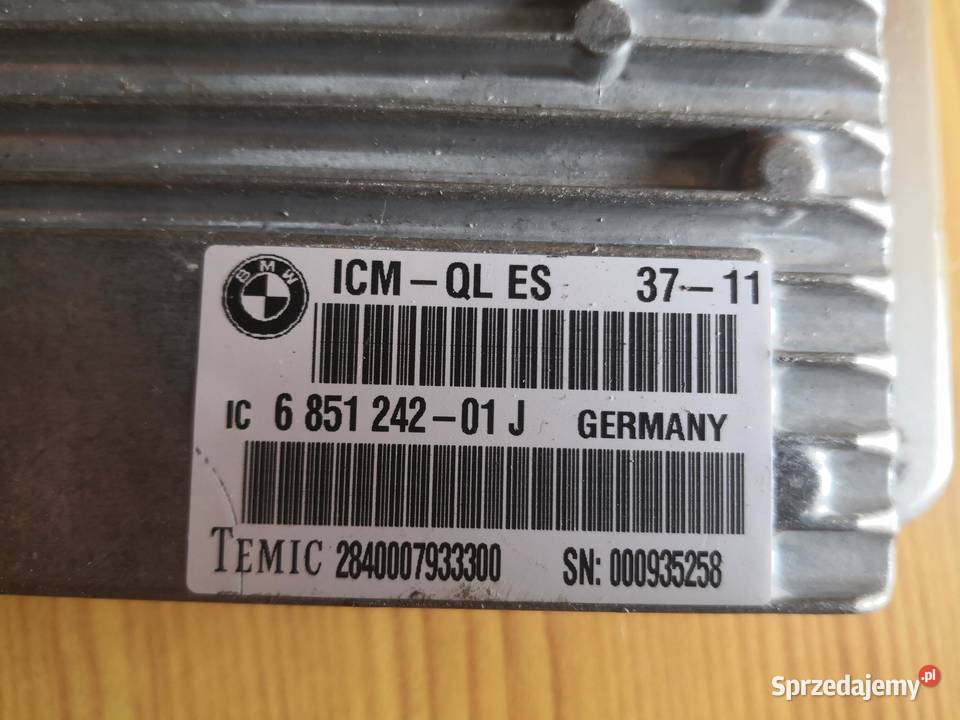 BMW
ICM-QL ES 37-11
IC 6 851 242-01 J GERMANY
TEMIC 2840007933300 SN: 000935258
Sprzedajemy.pl